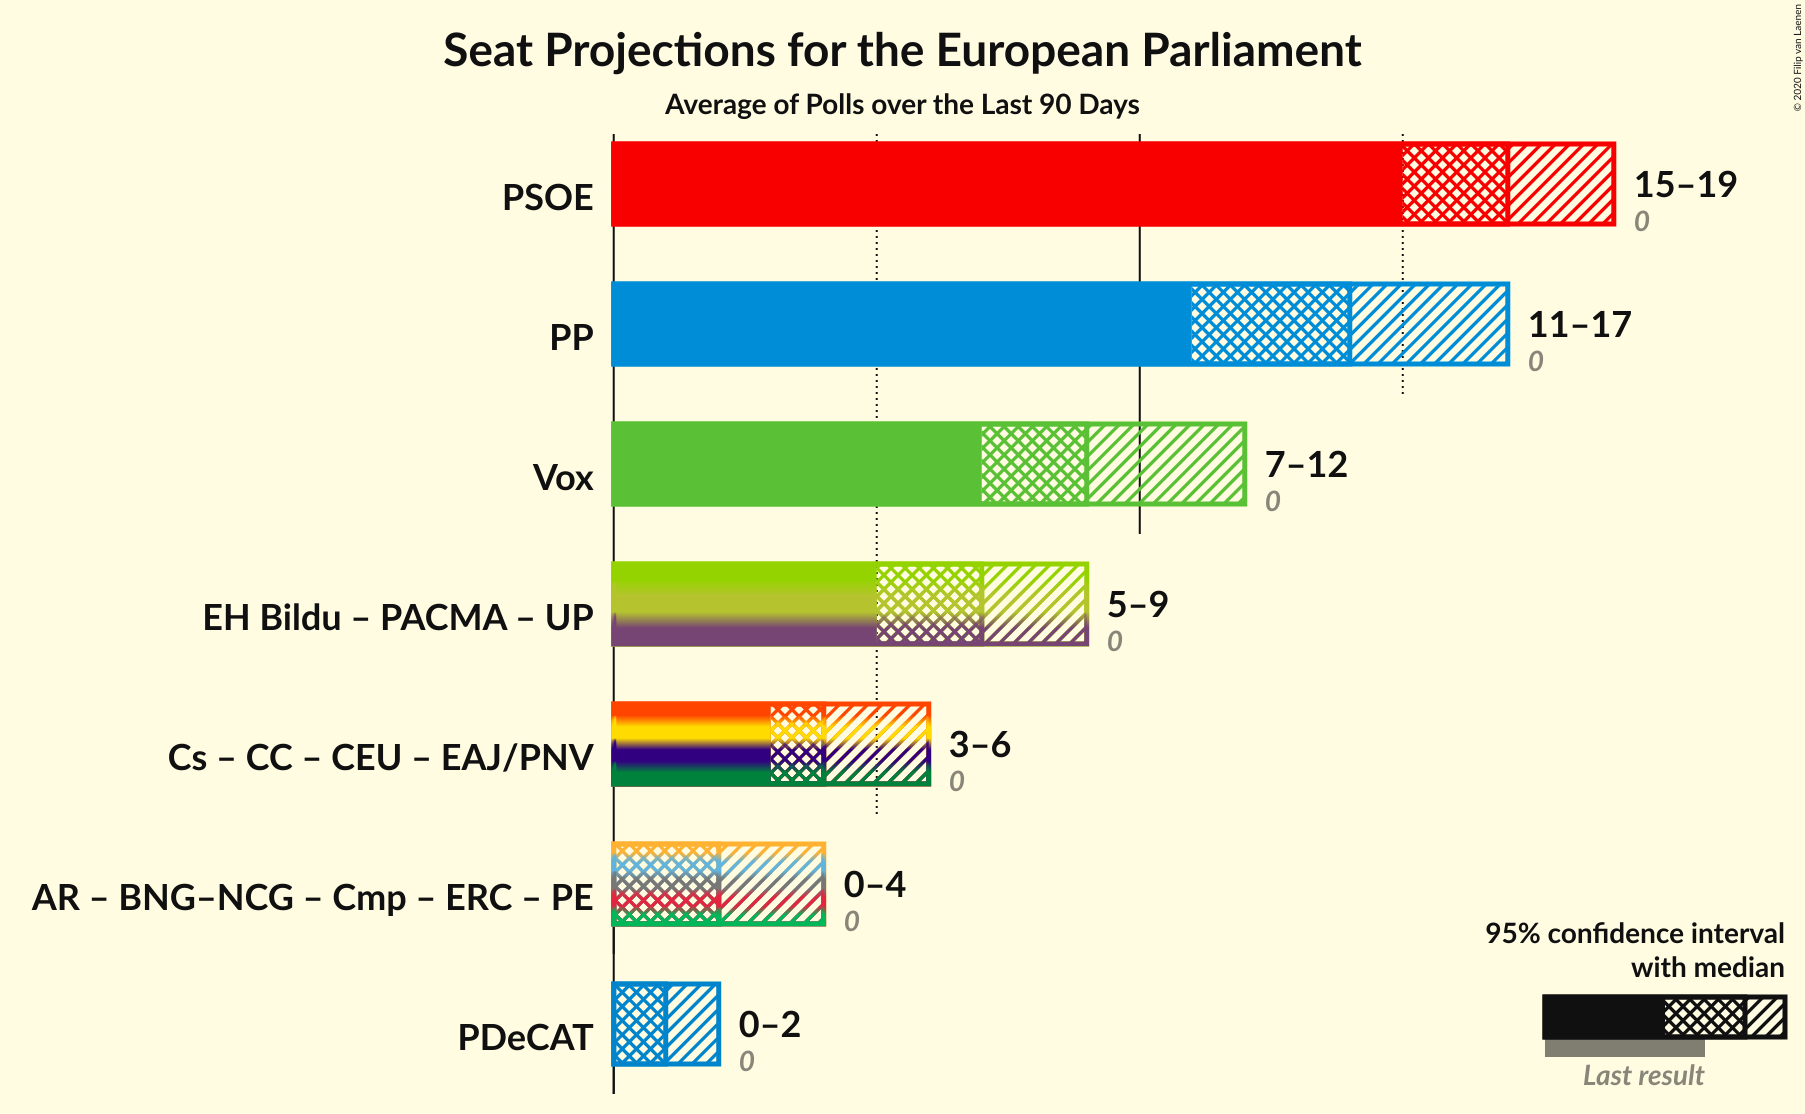 Seat Projections for the European Parliament
Average of Polls over the Last 90 Days
© 2020 Filip van Laenen
PSOE
15–19
0
PP
11–17
0
Vox
7–12
0
EH Bildu – PACMA – UP
5–9
0
Cs – CC – CEU – EAJ/PNV
3–6
0
AR – BNG–NCG – Cmp – ERC – PE
0–4
0
PDeCAT
0–2
0
95% confidence interval
with median
Last result